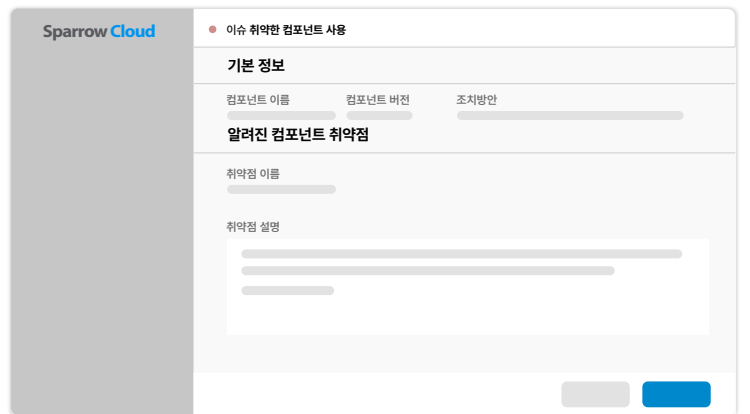 Sparrow Cloud
이슈 취약한 컴포넌트 사용
기본 정보
컴포넌트 이름 컴포넌트 버전 조치방안
알려진 컴포넌트 취약점
취약점 이름
취약점 설명